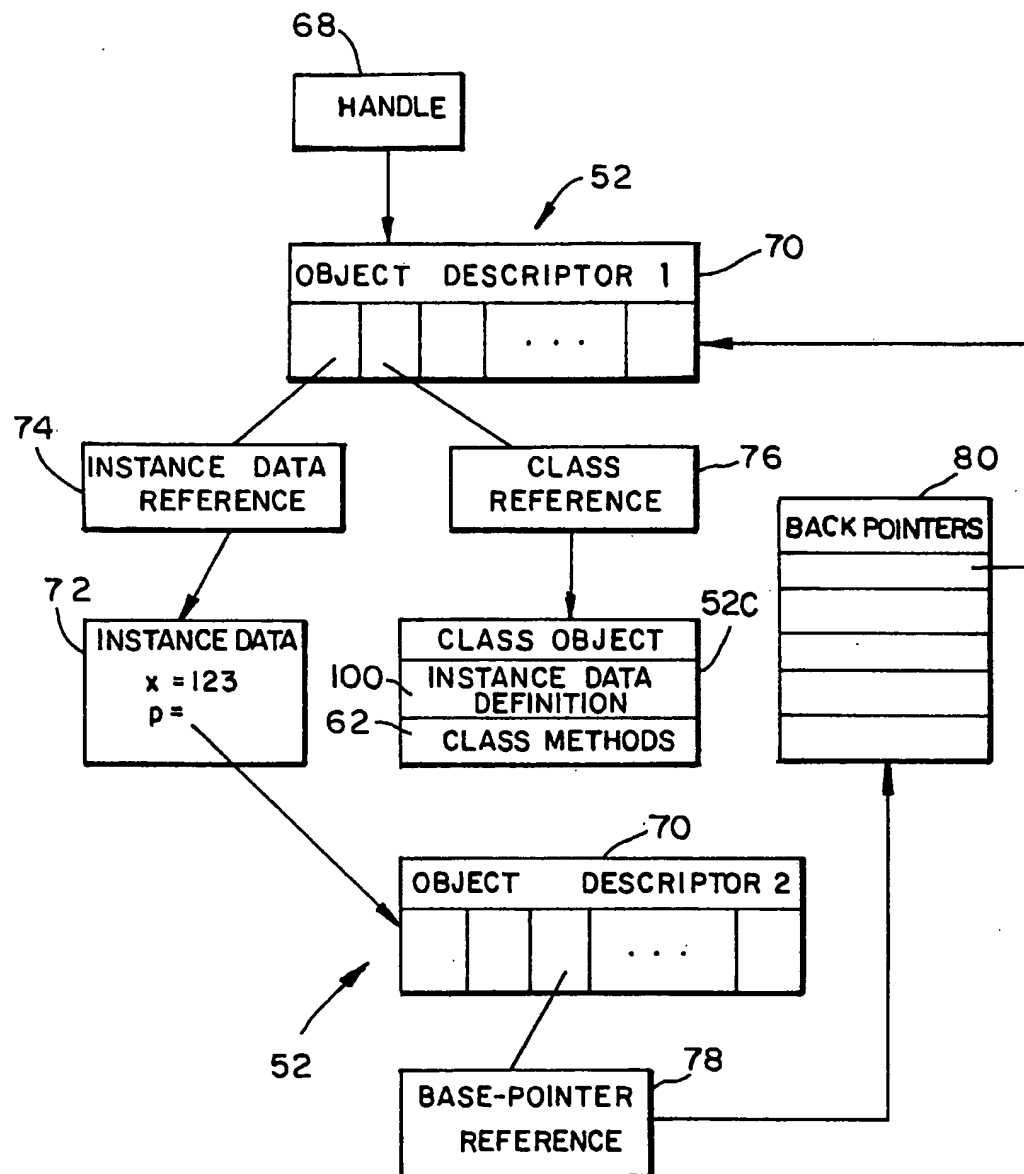 68
HANDLE
52
70
OBJECT DESCRIPTOR 1
. . .
74
INSTANCE DATA
REFERENCE
CLASS
REFERENCE
76
80
BACK POINTERS
72
INSTANCE DATA
x = 123
p =
52C
CLASS OBJECT
100
INSTANCE DATA
DEFINITION
62
CLASS METHODS
70
OBJECT DESCRIPTOR 2
. . .
52
78
BASE-POINTER
REFERENCE